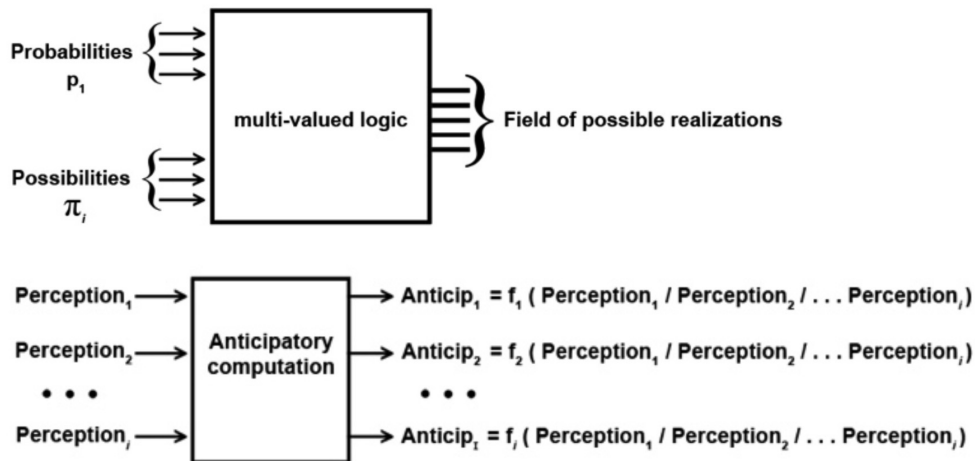 Probabilities
p₁
multi-valued logic
Field of possible realizations
Possibilities
πᵢ
Perception₁
Anticip₁ = f₁ ( Perception₁ / Perception₂ / . . . Perceptionᵢ)
Anticipatory
computation
Perception₂
Anticip₂ = f₂ ( Perception₁ / Perception₂ / . . . Perceptionᵢ)
• • •
• • •
Perceptionᵢ
Anticip_I = fᵢ ( Perception₁ / Perception₂ / . . . Perceptionᵢ)